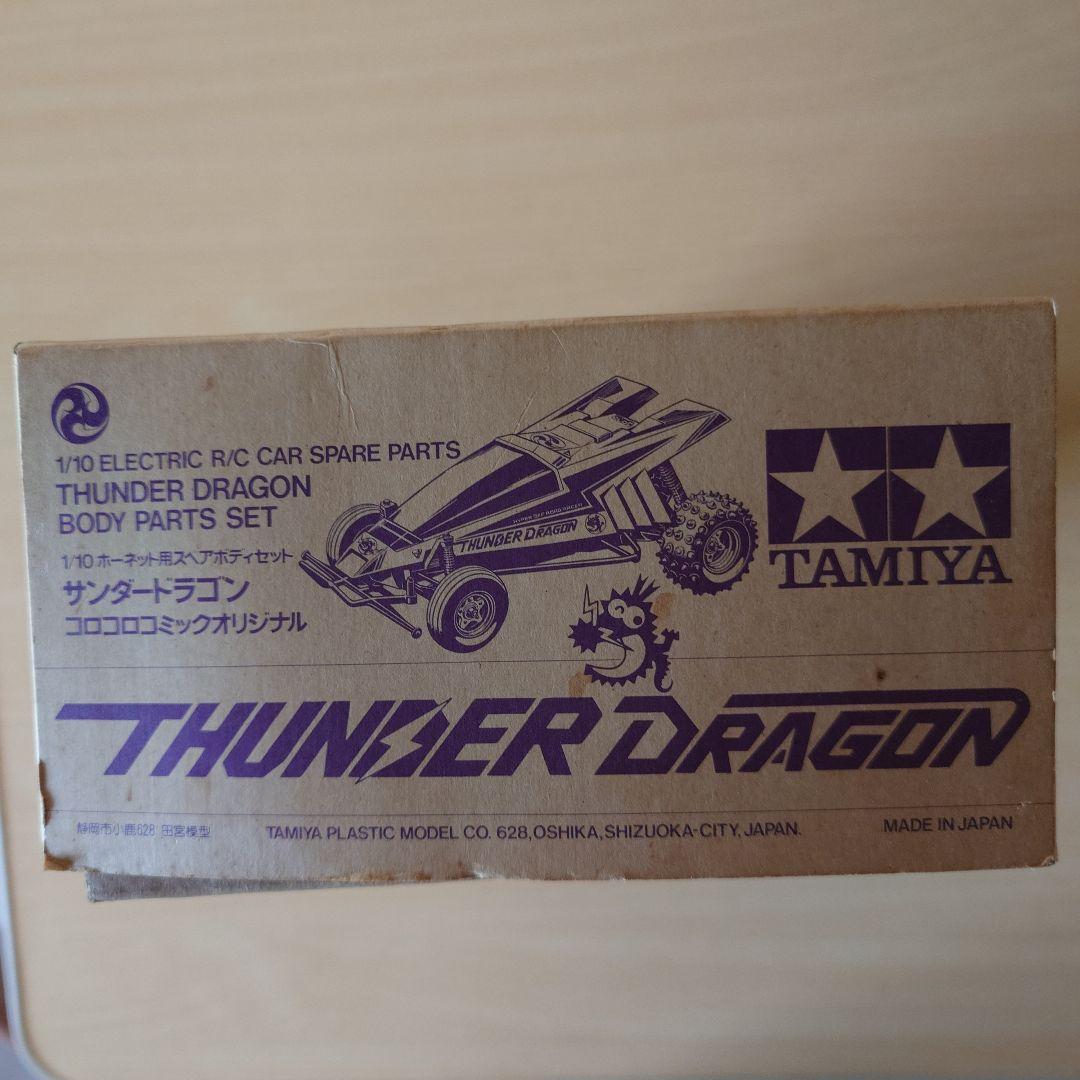 1/10 ELECTRIC R/C CAR SPARE PARTS
THUNDER DRAGON
BODY PARTS SET
1/10 ホーネット用スペアボディセット
サンダードラゴン
コロコロコミックオリジナル
HYPER OFF ROAD RACER
THUNDER DRAGON
TAMIYA
THUNDER DRAGON
静岡市小鹿628 田宮模型
TAMIYA PLASTIC MODEL CO. 628, OSHIKA, SHIZUOKA-CITY, JAPAN.
MADE IN JAPAN